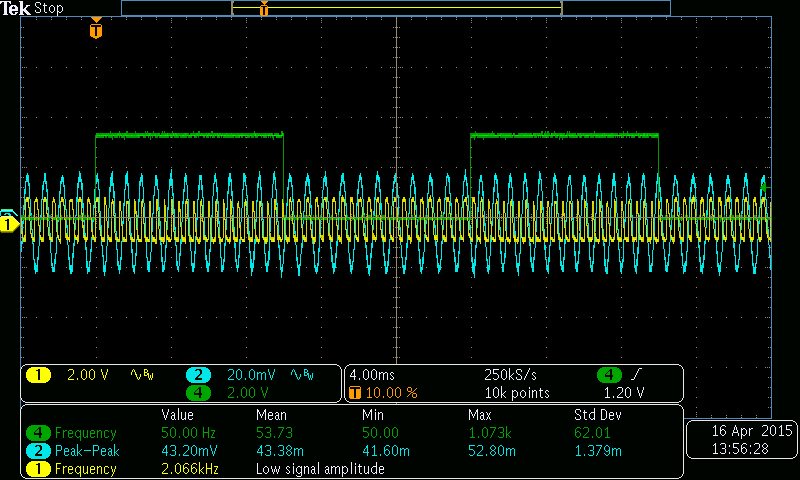 Tek Stop
T
T
2
1
1 2.00 V ∿ BW 2 20.0mV ∿ BW
4 2.00 V
4.00ms 250kS/s 4
T 10.00 % 10k points 1.20 V
Value Mean Min Max Std Dev
4 Frequency 50.00 Hz 53.73 50.00 1.073k 62.01
2 Peak-Peak 43.20mV 43.38m 41.60m 52.80m 1.379m
1 Frequency 2.066kHz Low signal amplitude
16 Apr 2015
13:56:28